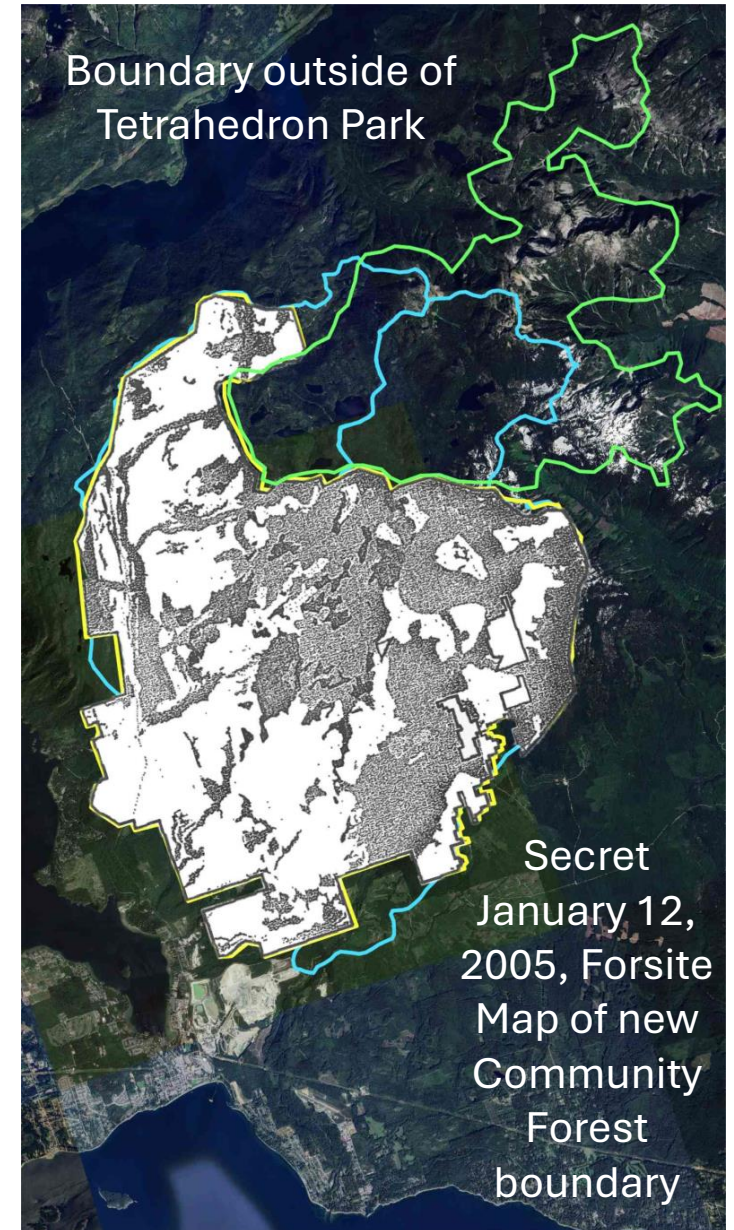 Boundary outside of
Tetrahedron Park
Secret
January 12,
2005, Forsite
Map of new
Community
Forest
boundary